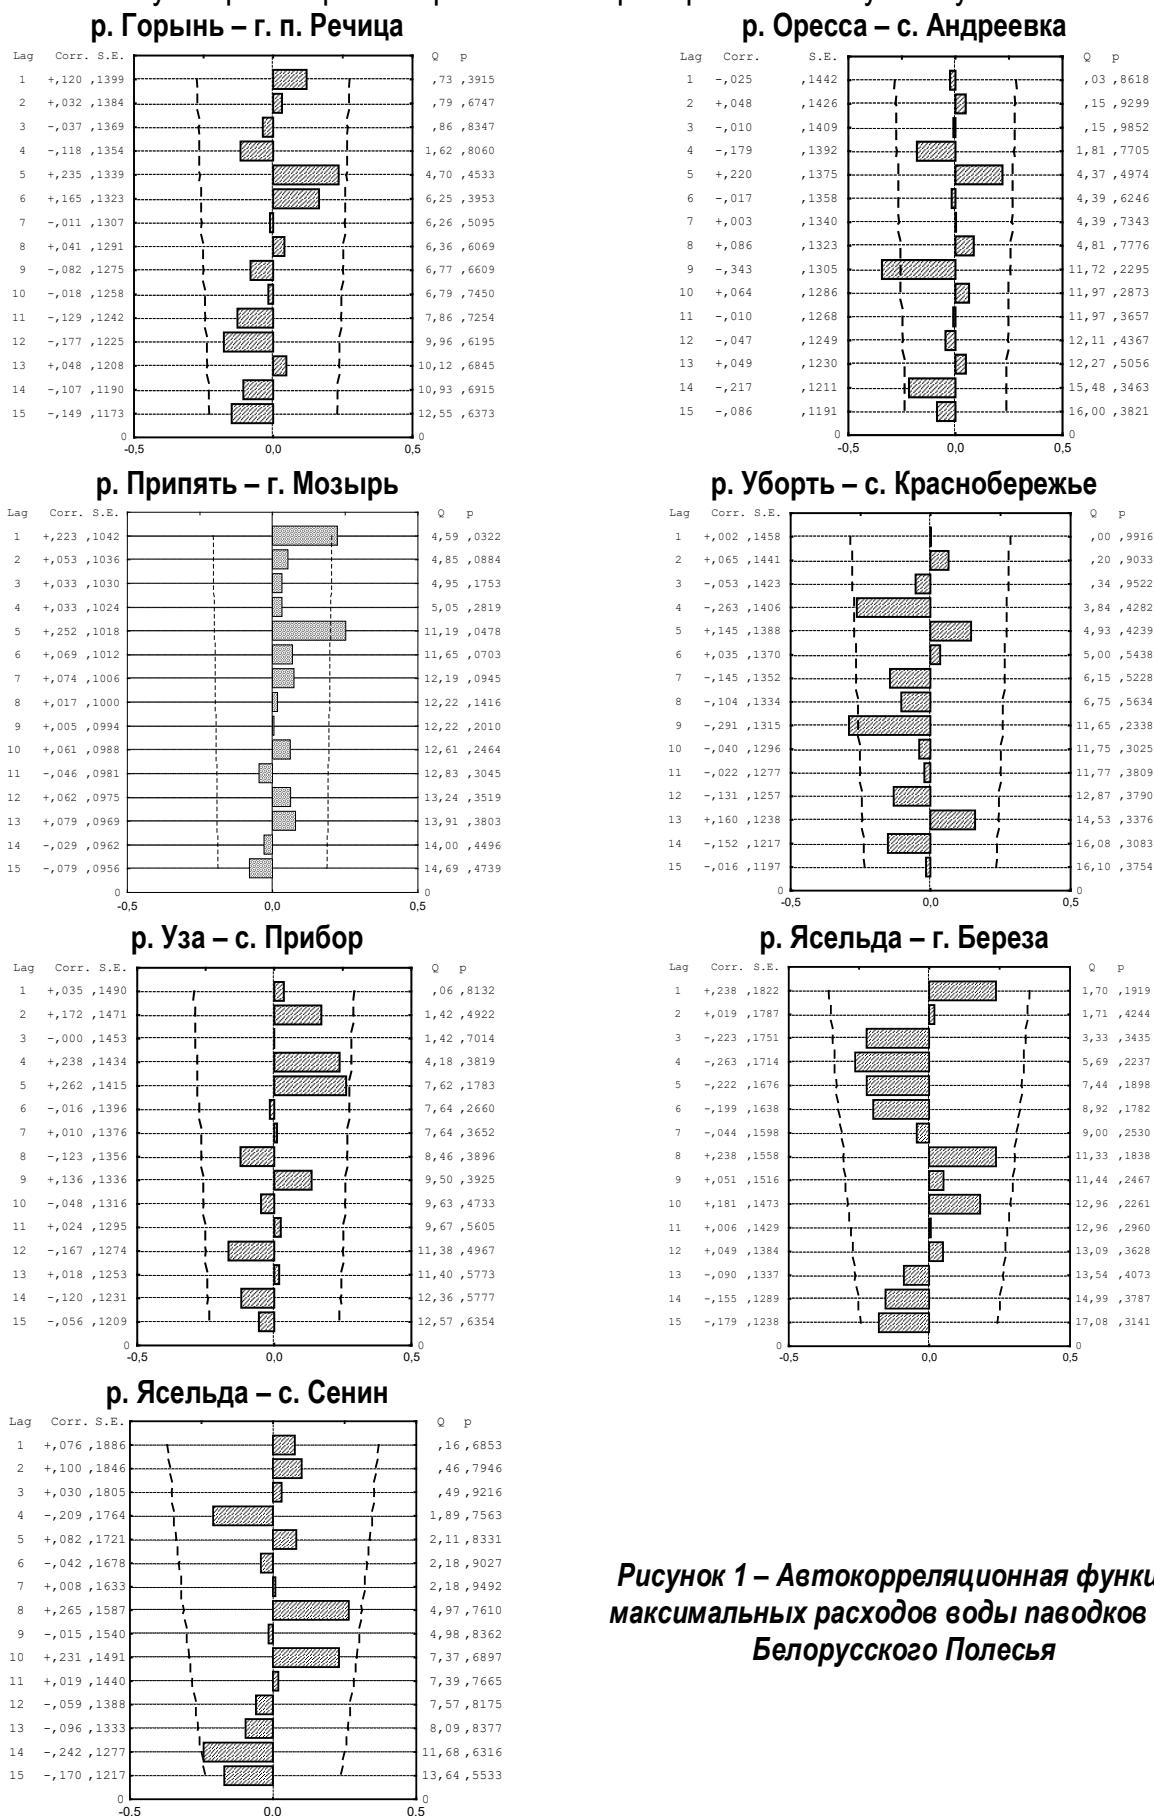 р. Горынь – г. п. Речица
Lag Corr. S.E. Q p
1 +,120 ,1399 ,73 ,3915
2 +,032 ,1384 ,79 ,6747
3 -,037 ,1369 ,86 ,8347
4 -,118 ,1354 1,62 ,8060
5 +,235 ,1339 4,70 ,4533
6 +,165 ,1323 6,25 ,3953
7 -,011 ,1307 6,26 ,5095
8 +,041 ,1291 6,36 ,6069
9 -,082 ,1275 6,77 ,6609
10 -,018 ,1258 6,79 ,7450
11 -,129 ,1242 7,86 ,7254
12 -,177 ,1225 9,96 ,6195
13 +,048 ,1208 10,12 ,6845
14 -,107 ,1190 10,93 ,6915
15 -,149 ,1173 12,55 ,6373
0 0
-0,5 0,0 0,5
р. Оресса – с. Андреевка
Lag Corr. S.E. Q p
1 -,025 ,1442 ,03 ,8618
2 +,048 ,1426 ,15 ,9299
3 -,010 ,1409 ,15 ,9852
4 -,179 ,1392 1,81 ,7705
5 +,220 ,1375 4,37 ,4974
6 -,017 ,1358 4,39 ,6246
7 +,003 ,1340 4,39 ,7343
8 +,086 ,1323 4,81 ,7776
9 -,343 ,1305 11,72 ,2295
10 +,064 ,1286 11,97 ,2873
11 -,010 ,1268 11,97 ,3657
12 -,047 ,1249 12,11 ,4367
13 +,049 ,1230 12,27 ,5056
14 -,217 ,1211 15,48 ,3463
15 -,086 ,1191 16,00 ,3821
0 0
-0,5 0,0 0,5
р. Припять – г. Мозырь
Lag Corr. S.E. Q p
1 +,223 ,1042 4,59 ,0322
2 +,053 ,1036 4,85 ,0884
3 +,033 ,1030 4,95 ,1753
4 +,033 ,1024 5,05 ,2819
5 +,252 ,1018 11,19 ,0478
6 +,069 ,1012 11,65 ,0703
7 +,074 ,1006 12,19 ,0945
8 +,017 ,1000 12,22 ,1416
9 +,005 ,0994 12,22 ,2010
10 +,061 ,0988 12,61 ,2464
11 -,046 ,0981 12,83 ,3045
12 +,062 ,0975 13,24 ,3519
13 +,079 ,0969 13,91 ,3803
14 -,029 ,0962 14,00 ,4496
15 -,079 ,0956 14,69 ,4739
0 0
-0,5 0,0 0,5
р. Уборть – с. Краснобережье
Lag Corr. S.E. Q p
1 +,002 ,1458 ,00 ,9916
2 +,065 ,1441 ,20 ,9033
3 -,053 ,1423 ,34 ,9522
4 -,263 ,1406 3,84 ,4282
5 +,145 ,1388 4,93 ,4239
6 +,035 ,1370 5,00 ,5438
7 -,145 ,1352 6,15 ,5228
8 -,104 ,1334 6,75 ,5634
9 -,291 ,1315 11,65 ,2338
10 -,040 ,1296 11,75 ,3025
11 -,022 ,1277 11,77 ,3809
12 -,131 ,1257 12,87 ,3790
13 +,160 ,1238 14,53 ,3376
14 -,152 ,1217 16,08 ,3083
15 -,016 ,1197 16,10 ,3754
0 0
-0,5 0,0 0,5
р. Уза – с. Прибор
Lag Corr. S.E. Q p
1 +,035 ,1490 ,06 ,8132
2 +,172 ,1471 1,42 ,4922
3 -,000 ,1453 1,42 ,7014
4 +,238 ,1434 4,18 ,3819
5 +,262 ,1415 7,62 ,1783
6 -,016 ,1396 7,64 ,2660
7 +,010 ,1376 7,64 ,3652
8 -,123 ,1356 8,46 ,3896
9 +,136 ,1336 9,50 ,3925
10 -,048 ,1316 9,63 ,4733
11 +,024 ,1295 9,67 ,5605
12 -,167 ,1274 11,38 ,4967
13 +,018 ,1253 11,40 ,5773
14 -,120 ,1231 12,36 ,5777
15 -,056 ,1209 12,57 ,6354
0 0
-0,5 0,0 0,5
р. Ясельда – г. Береза
Lag Corr. S.E. Q p
1 +,238 ,1822 1,70 ,1919
2 +,019 ,1787 1,71 ,4244
3 -,223 ,1751 3,33 ,3435
4 -,263 ,1714 5,69 ,2237
5 -,222 ,1676 7,44 ,1898
6 -,199 ,1638 8,92 ,1782
7 -,044 ,1598 9,00 ,2530
8 +,238 ,1558 11,33 ,1838
9 +,051 ,1516 11,44 ,2467
10 +,181 ,1473 12,96 ,2261
11 +,006 ,1429 12,96 ,2960
12 +,049 ,1384 13,09 ,3628
13 -,090 ,1337 13,54 ,4073
14 -,155 ,1289 14,99 ,3787
15 -,179 ,1238 17,08 ,3141
0 0
-0,5 0,0 0,5
р. Ясельда – с. Сенин
Lag Corr. S.E. Q p
1 +,076 ,1886 ,16 ,6853
2 +,100 ,1846 ,46 ,7946
3 +,030 ,1805 ,49 ,9216
4 -,209 ,1764 1,89 ,7563
5 +,082 ,1721 2,11 ,8331
6 -,042 ,1678 2,18 ,9027
7 +,008 ,1633 2,18 ,9492
8 +,265 ,1587 4,97 ,7610
9 -,015 ,1540 4,98 ,8362
10 +,231 ,1491 7,37 ,6897
11 +,019 ,1440 7,39 ,7665
12 -,059 ,1388 7,57 ,8175
13 -,096 ,1333 8,09 ,8377
14 -,242 ,1277 11,68 ,6316
15 -,170 ,1217 13,64 ,5533
0 0
-0,5 0,0 0,5
Рисунок 1 – Автокорреляционная функци
максимальных расходов воды паводков
Белорусского Полесья